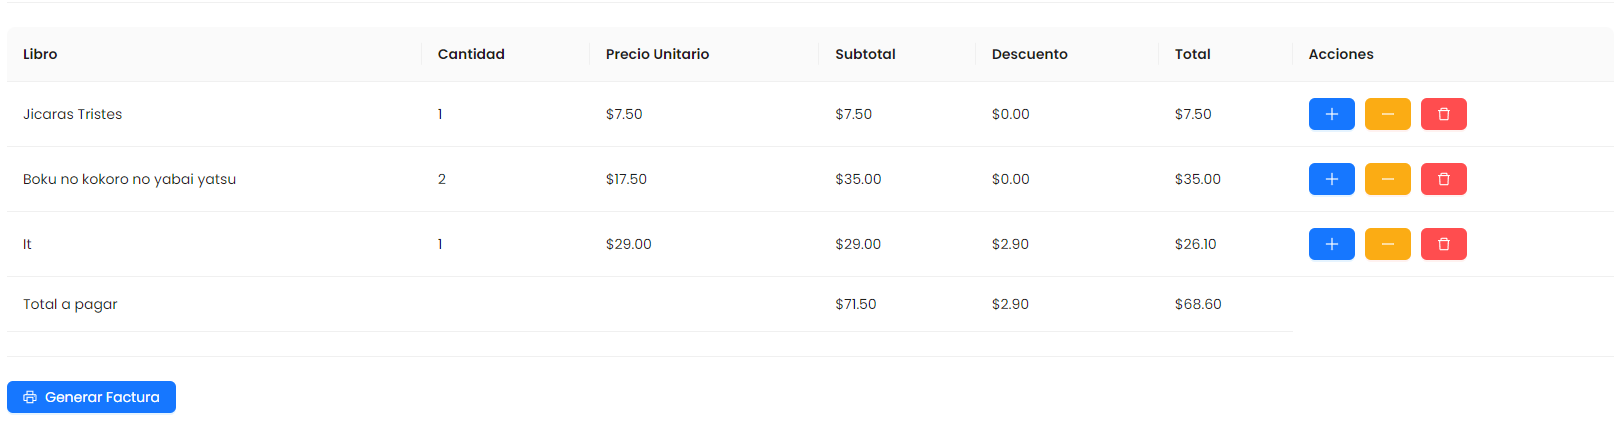 Libro Cantidad Precio Unitario Subtotal Descuento Total Acciones
Jicaras Tristes 1 $7.50 $7.50 $0.00 $7.50
Boku no kokoro no yabai yatsu 2 $17.50 $35.00 $0.00 $35.00
It 1 $29.00 $29.00 $2.90 $26.10
Total a pagar $71.50 $2.90 $68.60
Generar Factura